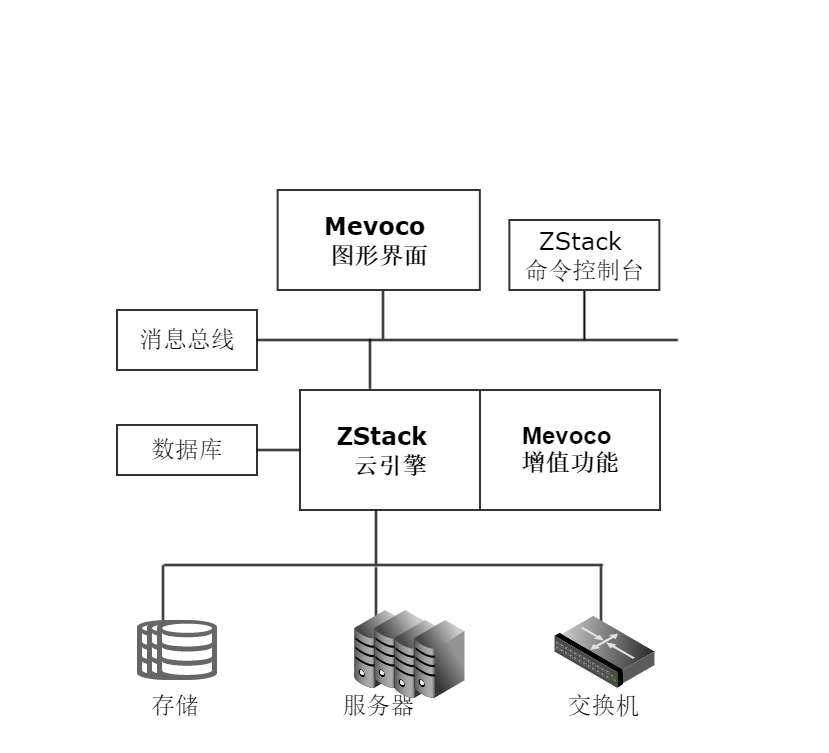 Mevoco
图形界面
ZStack
命令控制台
消息总线
数据库
ZStack
云引擎
Mevoco
增值功能
存储
服务器
交换机